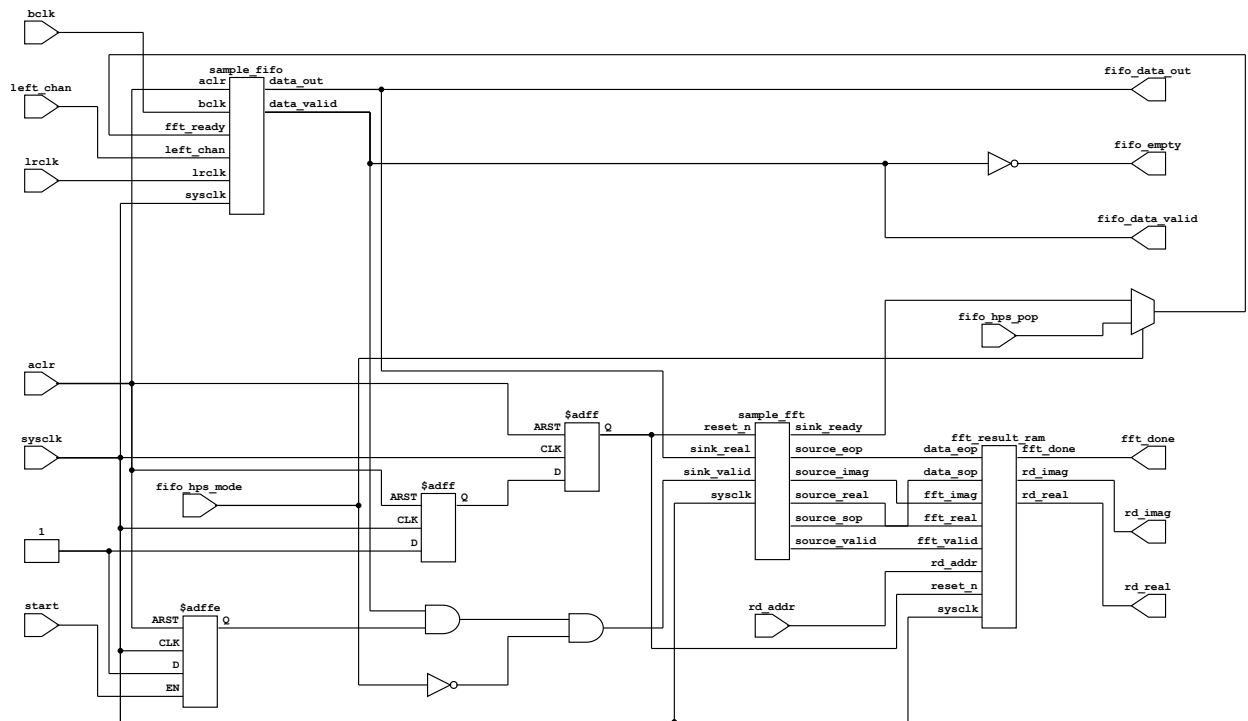 bclk
left_chan
lrclk
sample_fifo
aclr
bclk
fft_ready
left_chan
lrclk
sysclk
data_out
data_valid
fifo_data_out
fifo_empty
fifo_data_valid
fifo_hps_pop
aclr
sysclk
fifo_hps_mode
1
start
$adff
ARST
CLK
D
Q
$adff
ARST
CLK
D
Q
$adffe
ARST
CLK
D
EN
Q
sample_fft
reset_n
sink_real
sink_valid
sysclk
sink_ready
source_eop
source_imag
source_real
source_sop
source_valid
rd_addr
fft_result_ram
data_eop
data_sop
fft_imag
fft_real
fft_valid
rd_addr
reset_n
sysclk
fft_done
rd_imag
rd_real
fft_done
rd_imag
rd_real